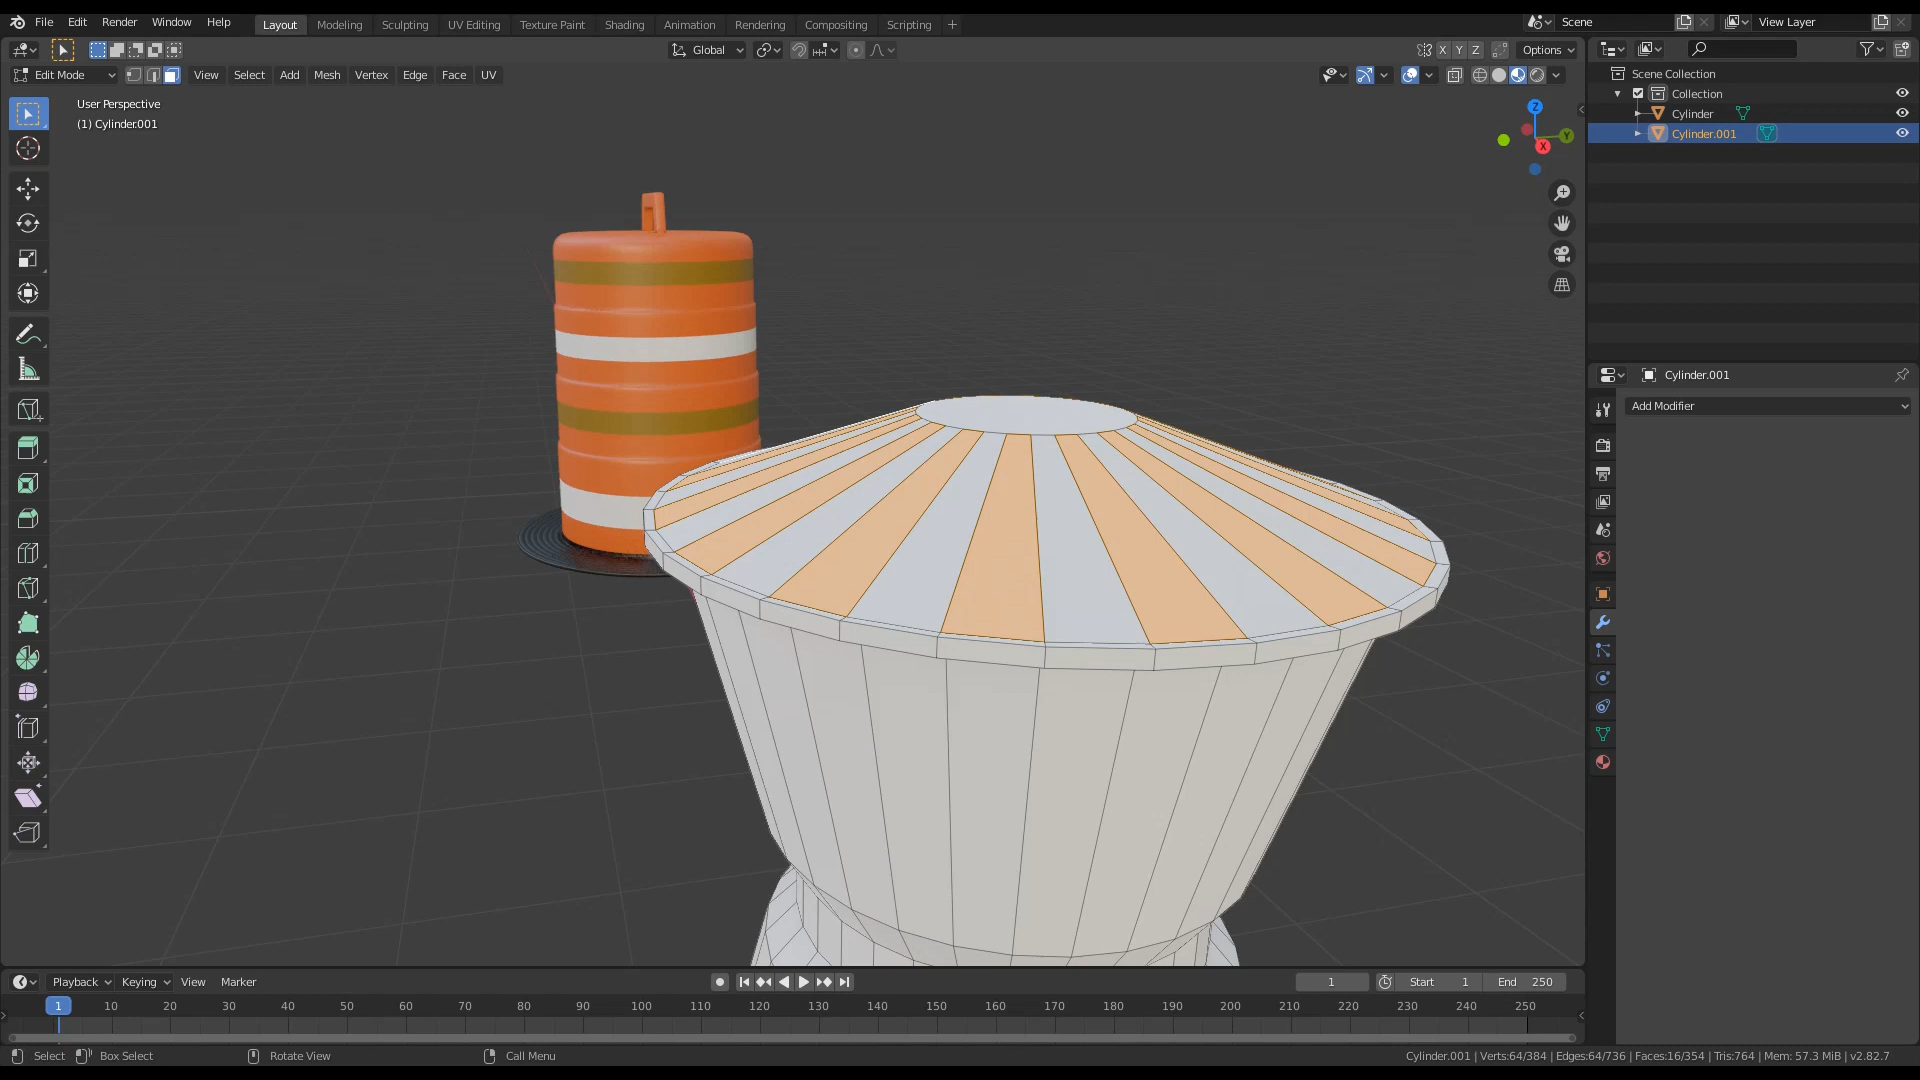 File Edit Render Window Help
Layout Modeling Sculpting UV Editing Texture Paint Shading Animation Rendering Compositing Scripting
Scene View Layer
Global X Y Z Options
Edit Mode View Select Add Mesh Vertex Edge Face UV
User Perspective
(1) Cylinder.001
Z
Y
X
Scene Collection
Collection
Cylinder
Cylinder.001
Cylinder.001
Add Modifier
Playback Keying View Marker 1 Start 1 End 250
1 10 20 30 40 50 60 70 80 90 100 110 120 130 140 150 160 170 180 190 200 210 220 230 240 250
Select Box Select Rotate View Call Menu
Cylinder.001 | Verts:64/384 | Edges:64/736 | Faces:16/354 | Tris:764 | Mem: 57.3 MiB | v2.82.7